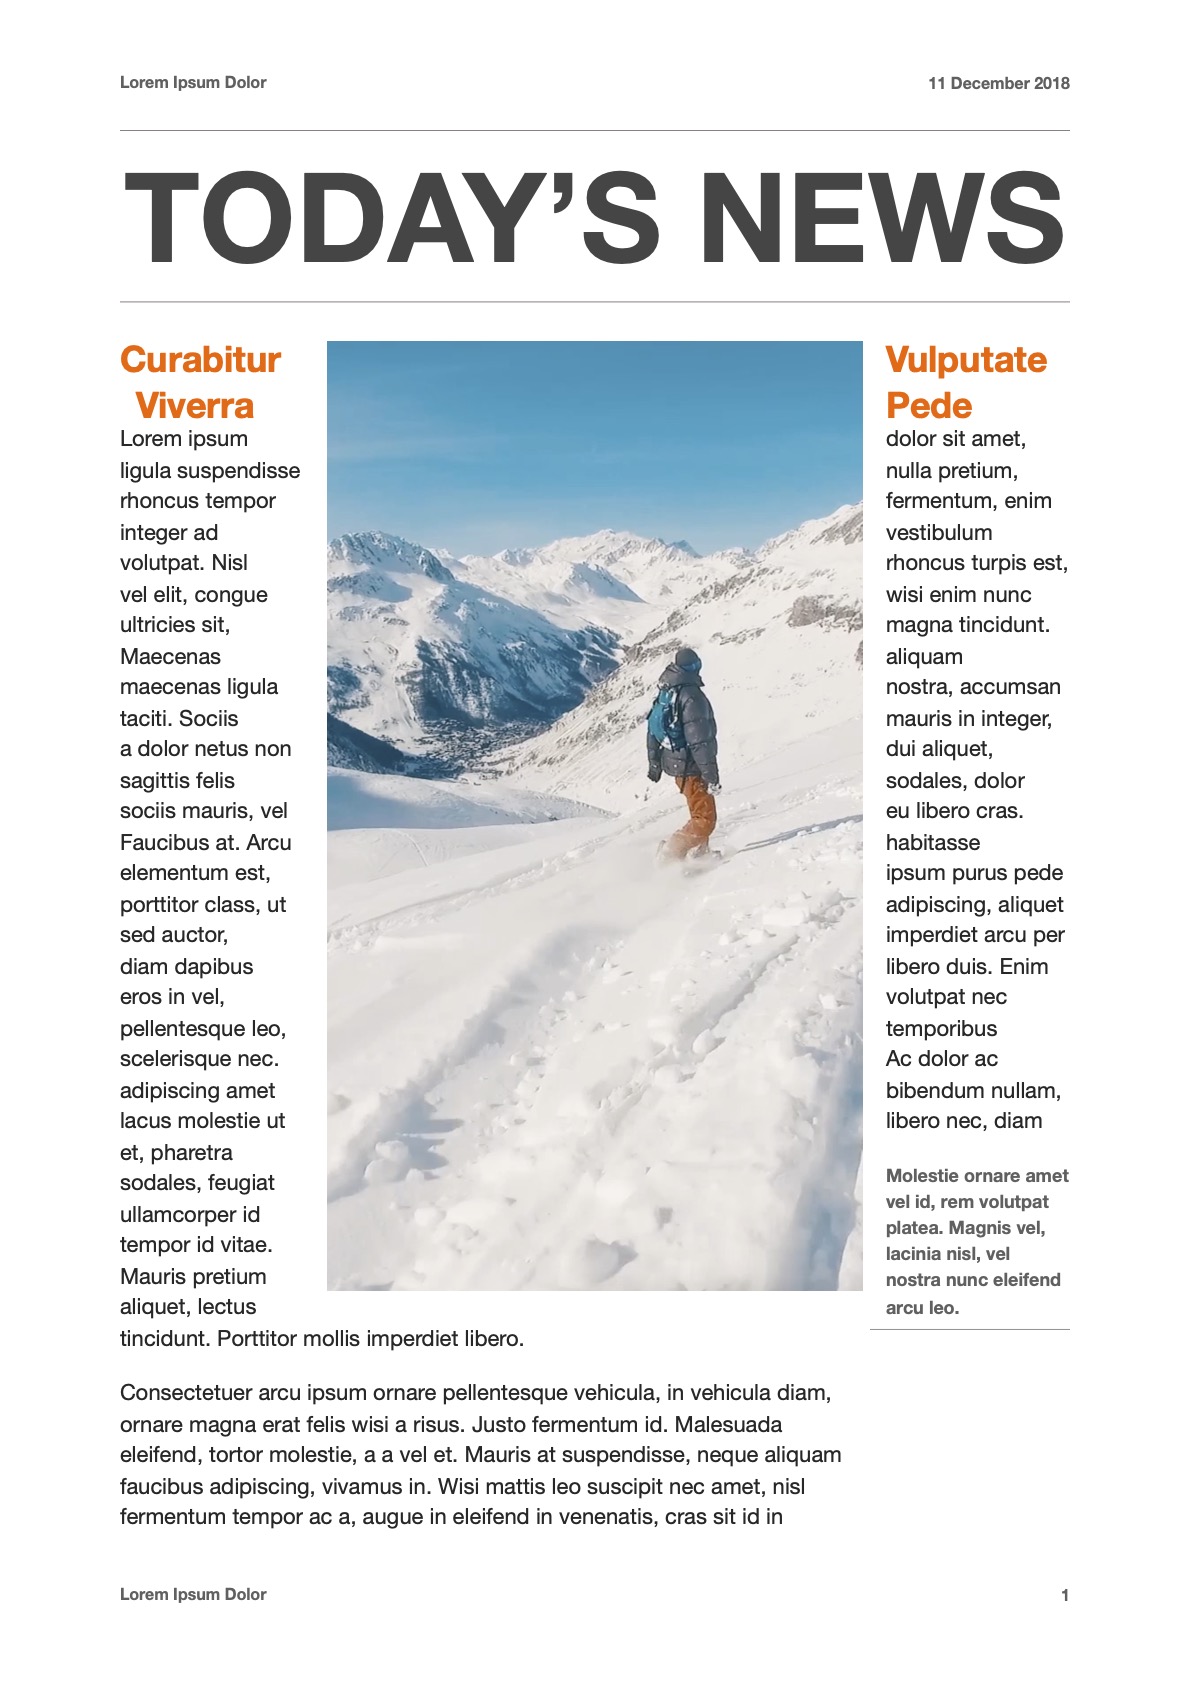 Lorem Ipsum Dolor
11 December 2018
TODAY’S NEWS
Curabitur
Viverra
Lorem ipsum
ligula suspendisse
rhoncus tempor
integer ad
volutpat. Nisl
vel elit, congue
ultricies sit,
Maecenas
maecenas ligula
taciti. Sociis
a dolor netus non
sagittis felis
sociis mauris, vel
Faucibus at. Arcu
elementum est,
porttitor class, ut
sed auctor,
diam dapibus
eros in vel,
pellentesque leo,
scelerisque nec.
adipiscing amet
lacus molestie ut
et, pharetra
sodales, feugiat
ullamcorper id
tempor id vitae.
Mauris pretium
aliquet, lectus
tincidunt. Porttitor mollis imperdiet libero.
Consectetuer arcu ipsum ornare pellentesque vehicula, in vehicula diam,
ornare magna erat felis wisi a risus. Justo fermentum id. Malesuada
eleifend, tortor molestie, a a vel et. Mauris at suspendisse, neque aliquam
faucibus adipiscing, vivamus in. Wisi mattis leo suscipit nec amet, nisl
fermentum tempor ac a, augue in eleifend in venenatis, cras sit id in
Vulputate
Pede
dolor sit amet,
nulla pretium,
fermentum, enim
vestibulum
rhoncus turpis est,
wisi enim nunc
magna tincidunt.
aliquam
nostra, accumsan
mauris in integer,
dui aliquet,
sodales, dolor
eu libero cras.
habitasse
ipsum purus pede
adipiscing, aliquet
imperdiet arcu per
libero duis. Enim
volutpat nec
temporibus
Ac dolor ac
bibendum nullam,
libero nec, diam
Molestie ornare amet
vel id, rem volutpat
platea. Magnis vel,
lacinia nisl, vel
nostra nunc eleifend
arcu leo.
Lorem Ipsum Dolor
1